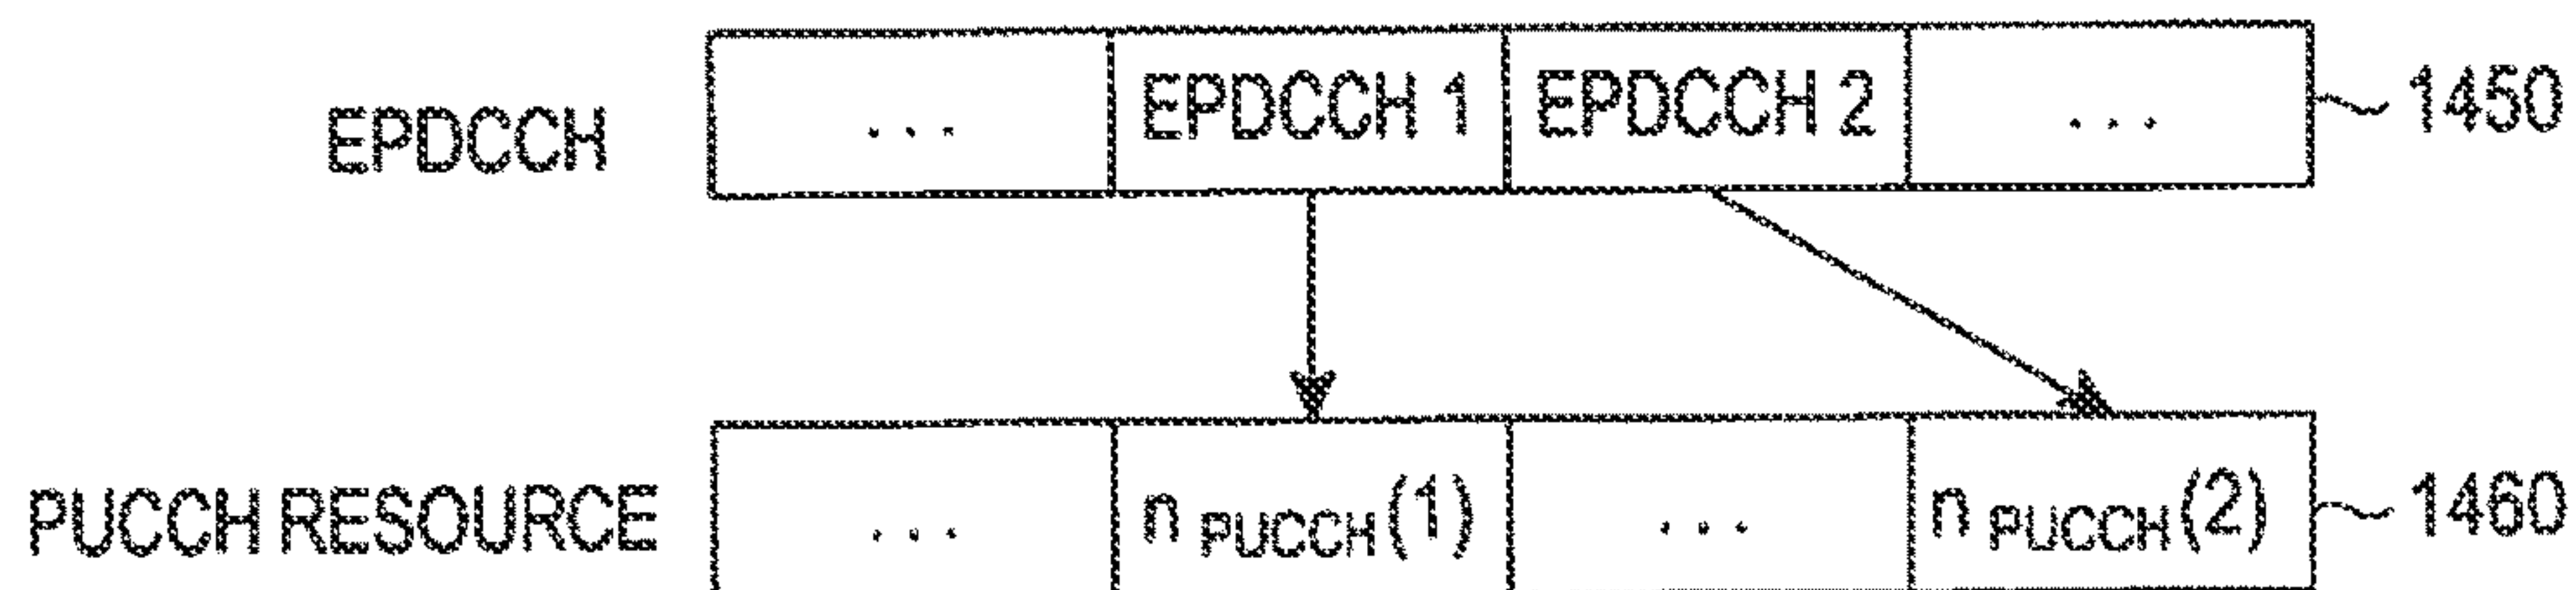 EPDCCH ... EPDCCH 1 EPDCCH 2 ... 1450
PUCCH RESOURCE ... n PUCCH (1) ... n PUCCH (2) 1460